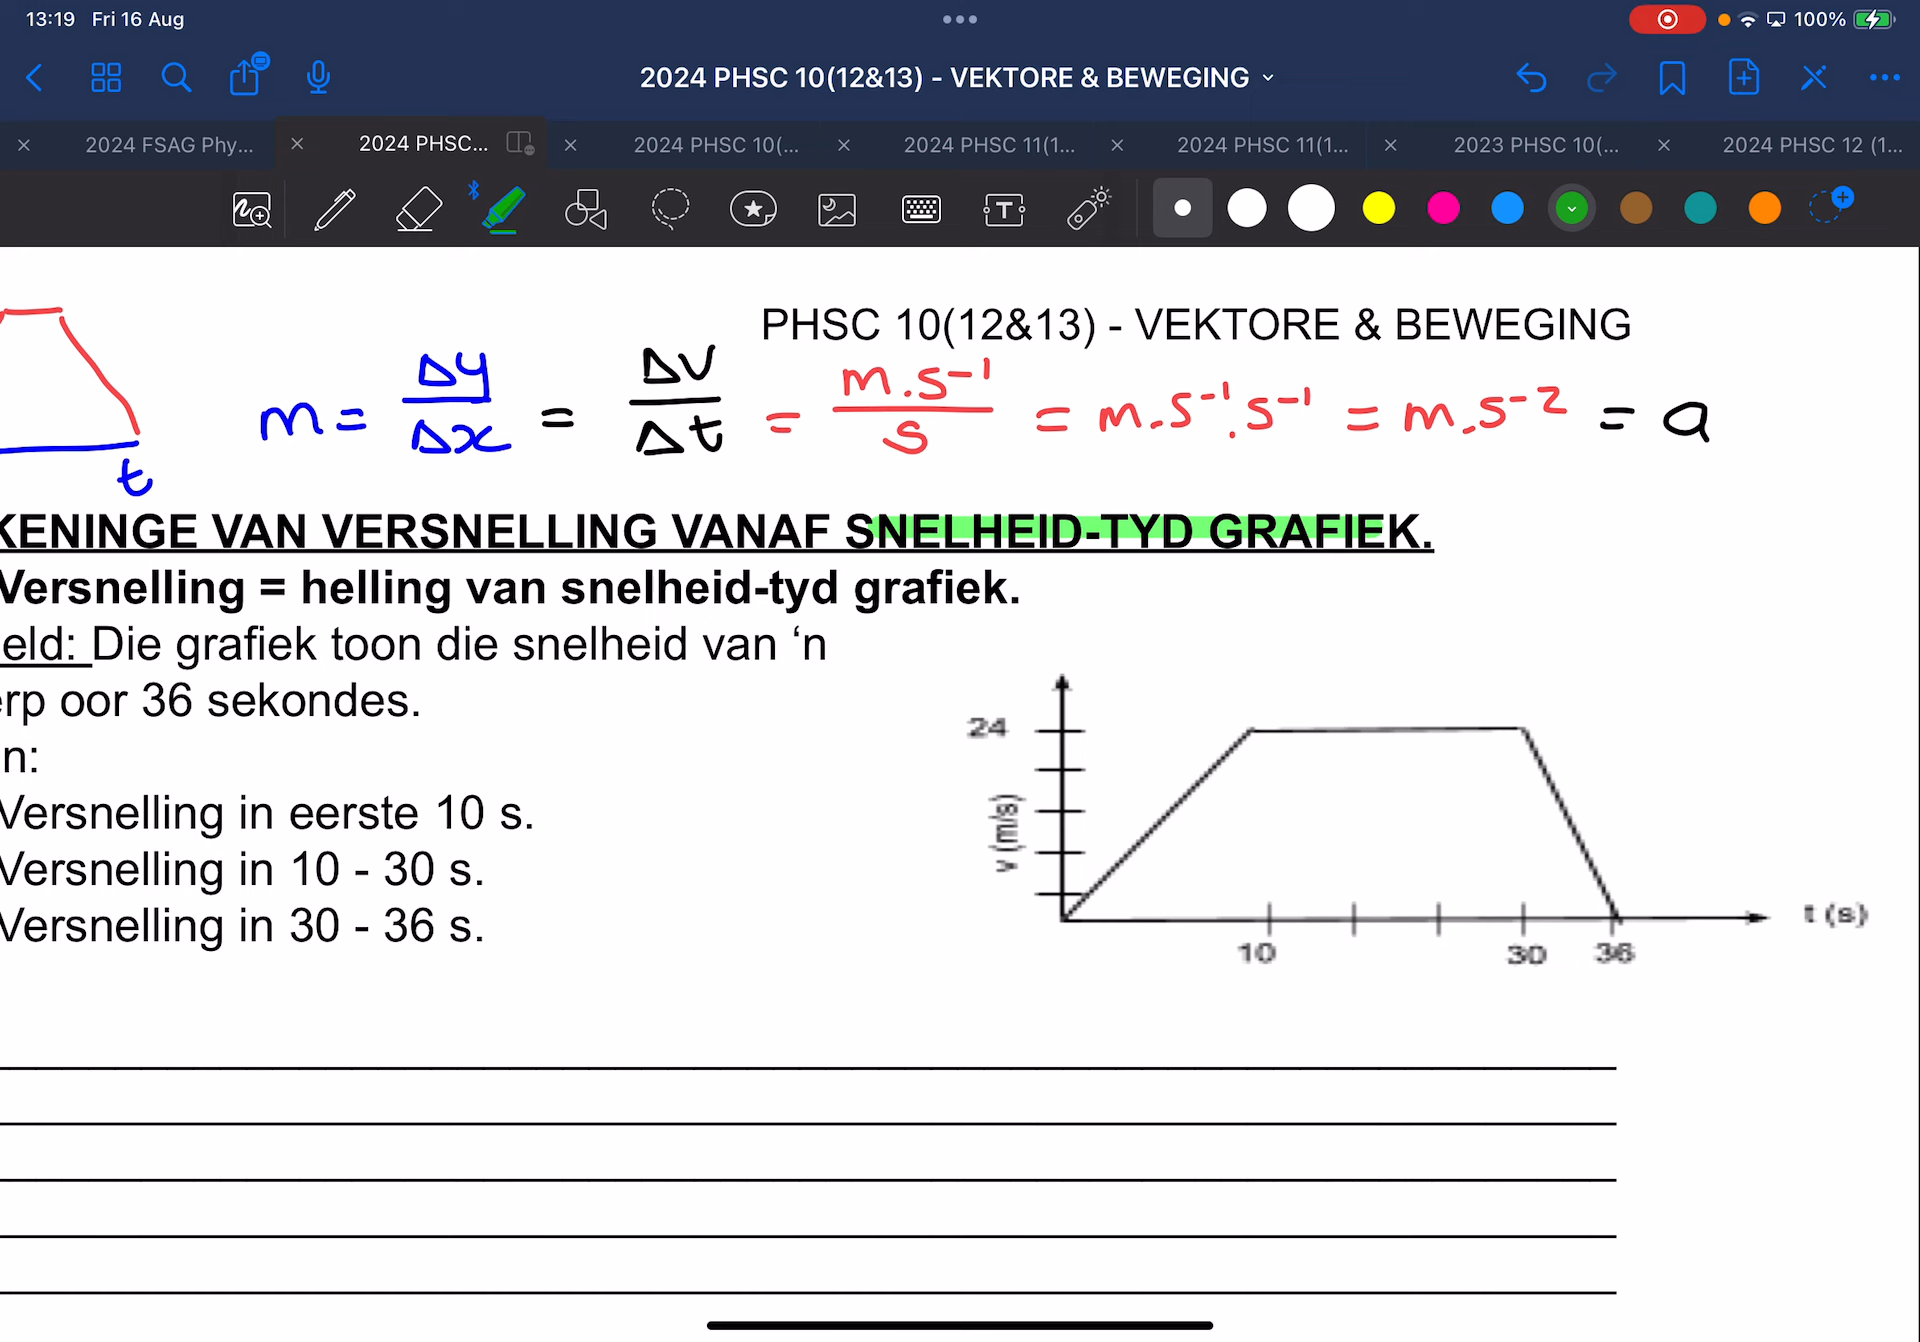 13:19 Fri 16 Aug
100%
2024 PHSC 10(12&13) - VEKTORE & BEWEGING
2024 FSAG Phy...
2024 PHSC...
2024 PHSC 10(...
2024 PHSC 11(1...
2024 PHSC 11(1...
2023 PHSC 10(...
2024 PHSC 12 (1...
PHSC 10(12&13) - VEKTORE & BEWEGING
m = Δy/Δx = Δv/Δt = m.s⁻¹/s = m.s⁻¹.s⁻¹ = m.s⁻² = a
t
KENINGE VAN VERSNELLING VANAF SNELHEID-TYD GRAFIEK.
Versnelling = helling van snelheid-tyd grafiek.
eld: Die grafiek toon die snelheid van ‘n
erp oor 36 sekondes.
n:
Versnelling in eerste 10 s.
Versnelling in 10 - 30 s.
Versnelling in 30 - 36 s.
24
v (m/s)
t (s)
10 30 36